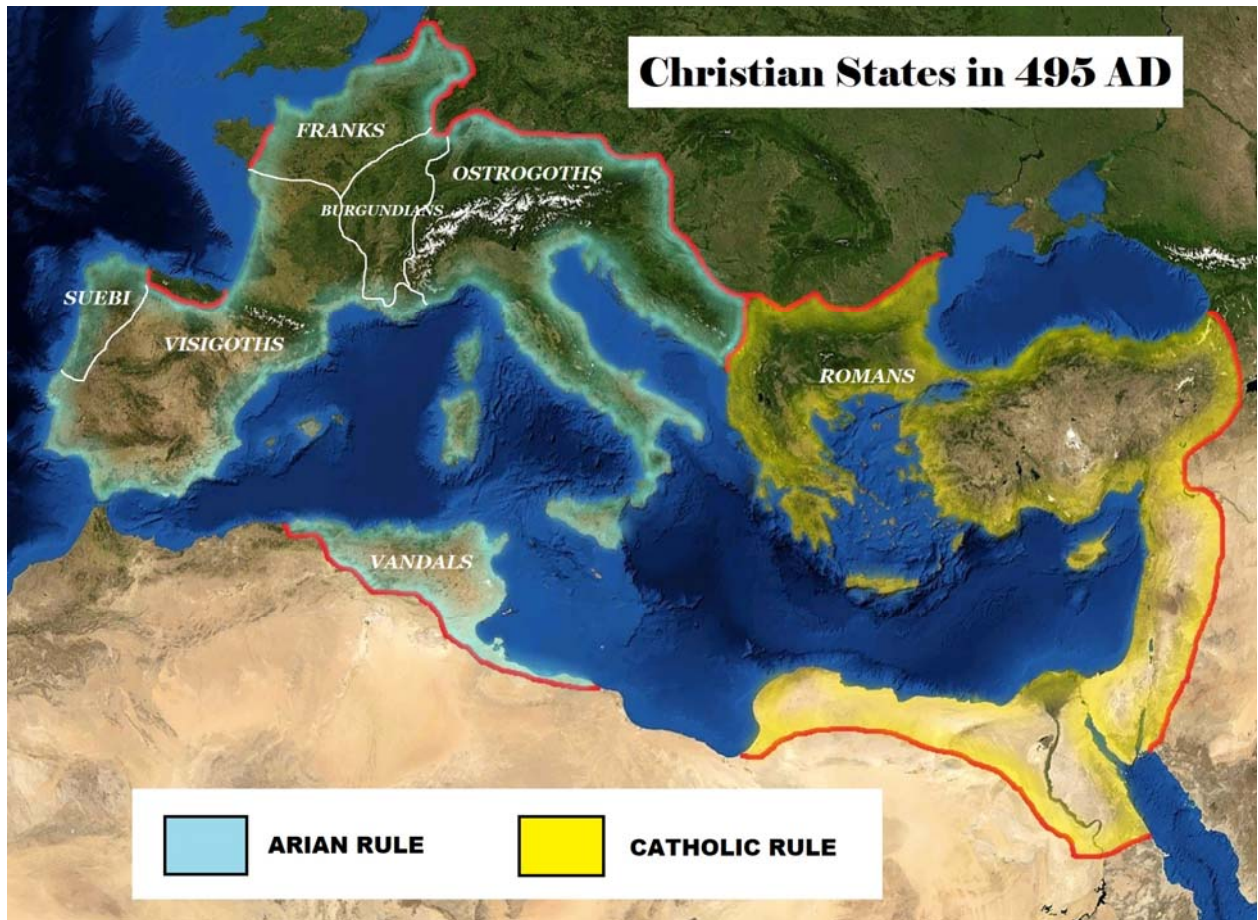 Christian States in 495 AD
FRANKS
OSTROGOTHS
BURGUNDIANS
SUEBI
VISIGOTHS
ROMANS
VANDALS
ARIAN RULE
CATHOLIC RULE